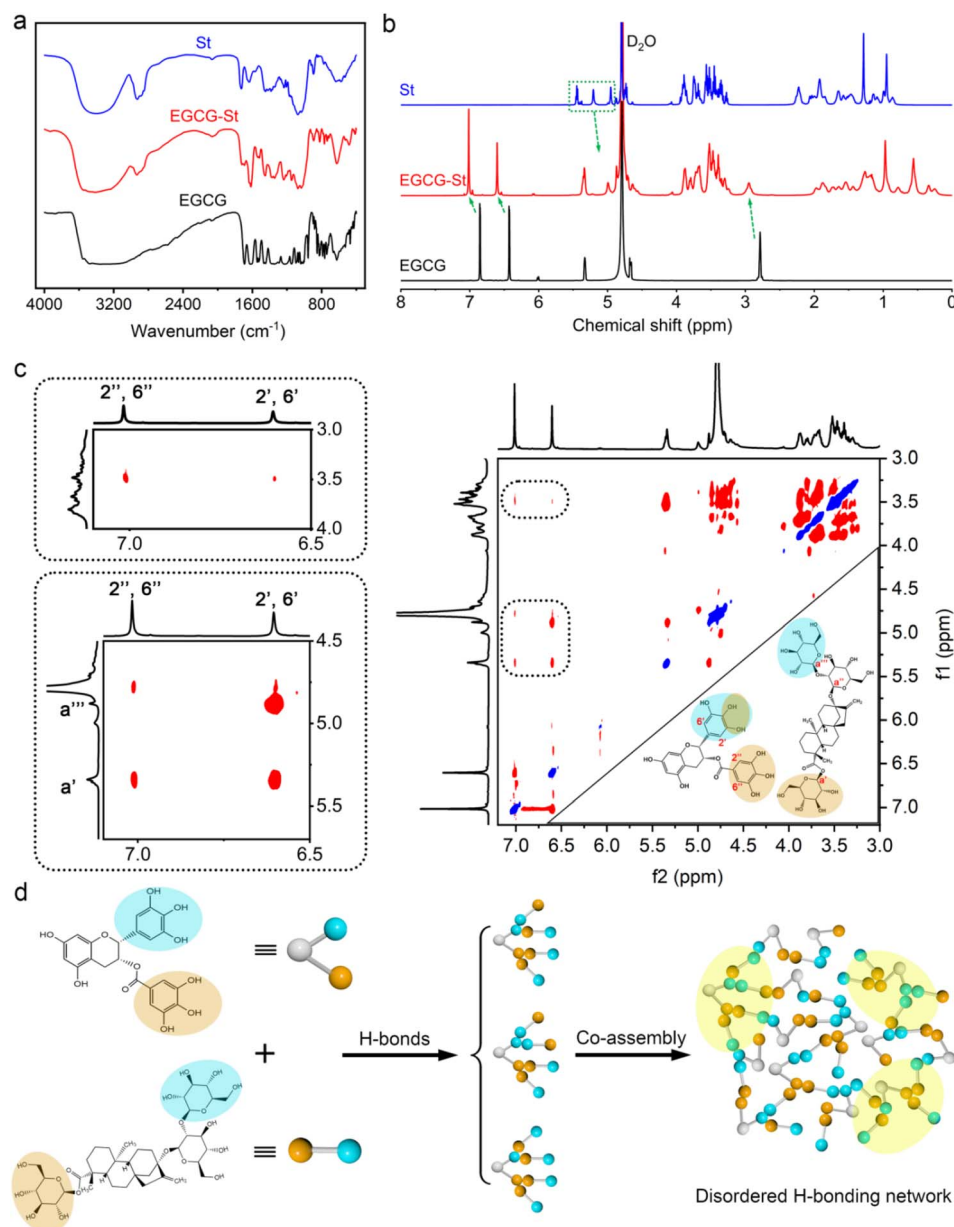 a
St
EGCG-St
EGCG
4000 3200 2400 1600 800
Wavenumber (cm⁻¹)
b
D₂O
St
EGCG-St
EGCG
8 7 6 5 4 3 2 1 0
Chemical shift (ppm)
c
2'', 6'' 2', 6'
3.0
3.5
4.0
7.0 6.5
2'', 6'' 2', 6'
4.5
a'''
5.0
a'
5.5
7.0 6.5
3.0
3.5
4.0
4.5
5.0
5.5
6.0
6.5
7.0
f1 (ppm)
a'''
a''
6'
2'
2''
6''
a'
7.0 6.5 6.0 5.5 5.0 4.5 4.0 3.5 3.0
f2 (ppm)
d
H-bonds
Co-assembly
Disordered H-bonding network